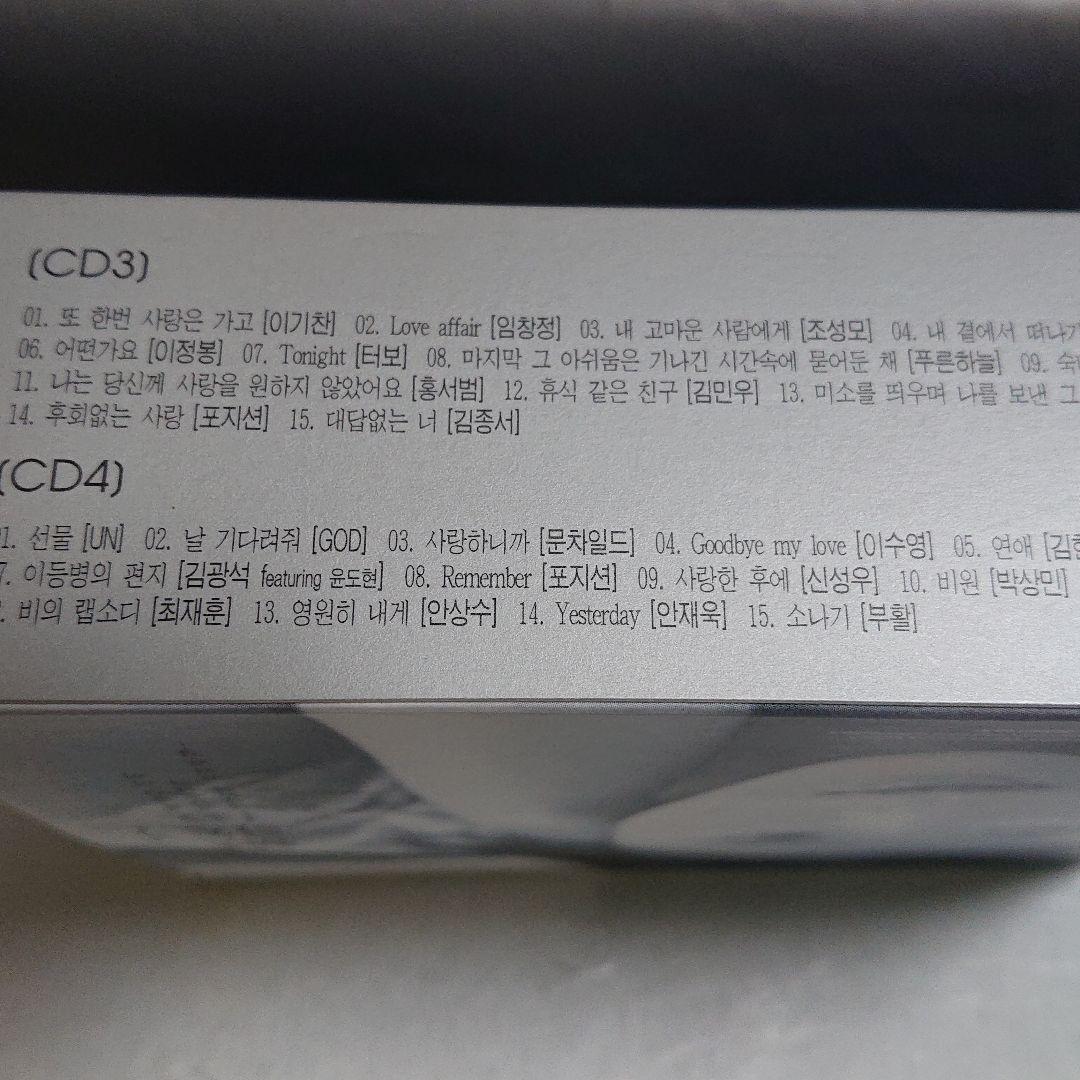 (CD3)
01. 또 한번 사랑은 가고 [이기찬] 02. Love affair [임창정] 03. 내 고마운 사람에게 [조성모] 04. 내 곁에서 떠나가
06. 어떤가요 [이정봉] 07. Tonight [터보] 08. 마지막 그 아쉬움은 기나긴 시간속에 묻어둔 채 [푸른하늘] 09.
11. 나는 당신께 사랑을 원하지 않았어요 [홍서범] 12. 휴식 같은 친구 [김민우] 13. 미소를 띄우며 나를 보낸 그
14. 후회없는 사랑 [포지션] 15. 대답없는 너 [김종서]
(CD4)
1. 선물 [UN] 02. 날 기다려줘 [GOD] 03. 사랑하니까 [문차일드] 04. Goodbye my love [이수영] 05. 연애
7. 이등병의 편지 [김광석 featuring 윤도현] 08. Remember [포지션] 09. 사랑한 후에 [신성우] 10. 비원 [박상민]
. 비의 랩소디 [최재훈] 13. 영원히 내게 [안상수] 14. Yesterday [안재욱] 15. 소나기 [부활]